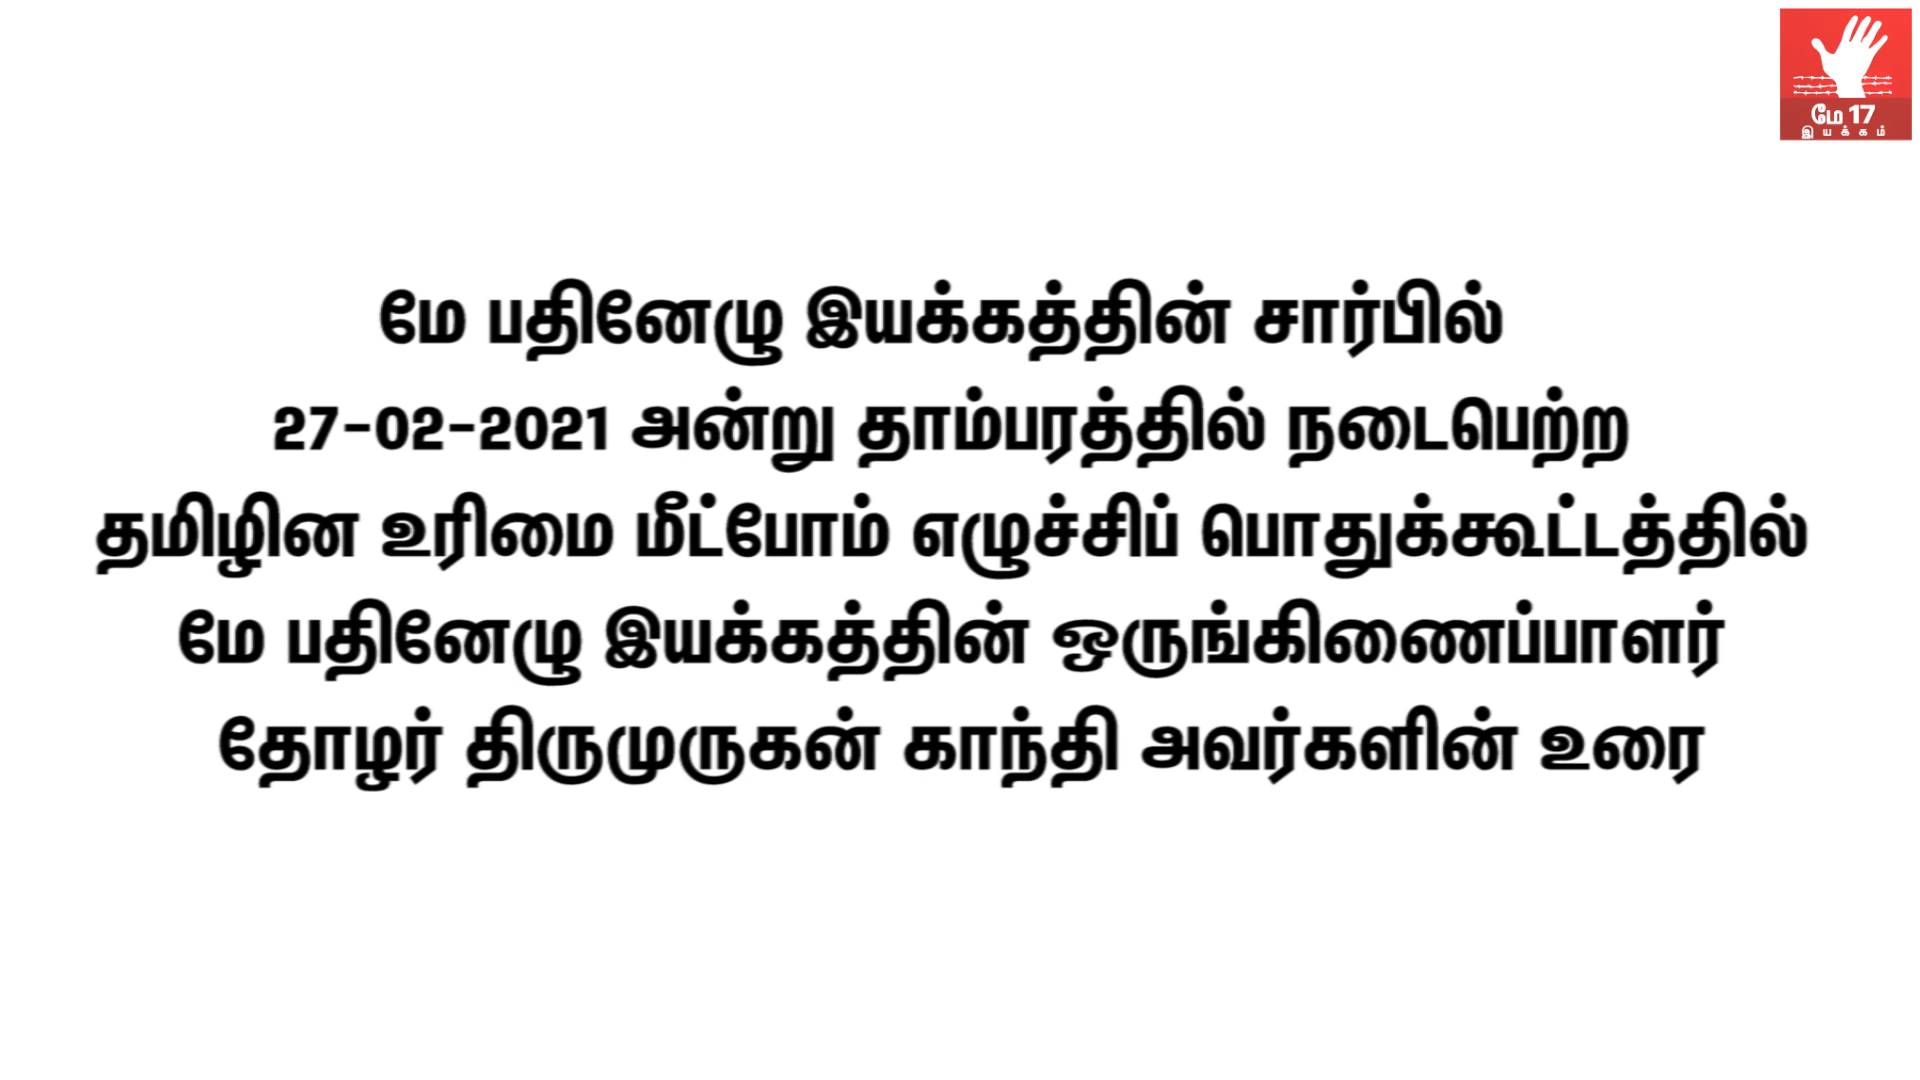 மே 17
இயக்கம்
மே பதினேழு இயக்கத்தின் சார்பில்
27-02-2021 அன்று தாம்பரத்தில் நடைபெற்ற
தமிழின உரிமை மீட்போம் எழுச்சிப் பொதுக்கூட்டத்தில்
மே பதினேழு இயக்கத்தின் ஒருங்கிணைப்பாளர்
தோழர் திருமுருகன் காந்தி அவர்களின் உரை